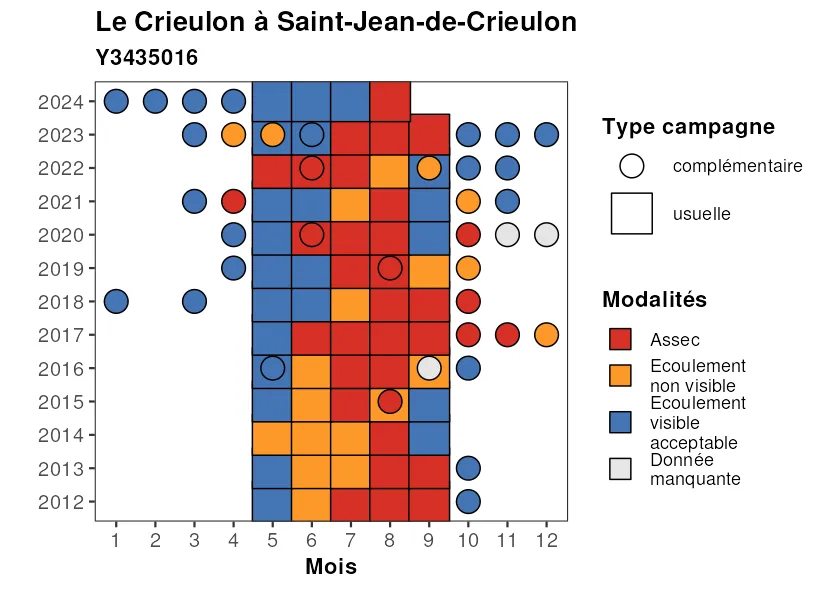 Le Crieulon à Saint-Jean-de-Crieulon
Y3435016
2024
2023
2022
2021
2020
2019
2018
2017
2016
2015
2014
2013
2012
1 2 3 4 5 6 7 8 9 10 11 12
Mois
Type campagne
complémentaire
usuelle
Modalités
Assec
Ecoulement
non visible
Ecoulement
visible
acceptable
Donnée
manquante